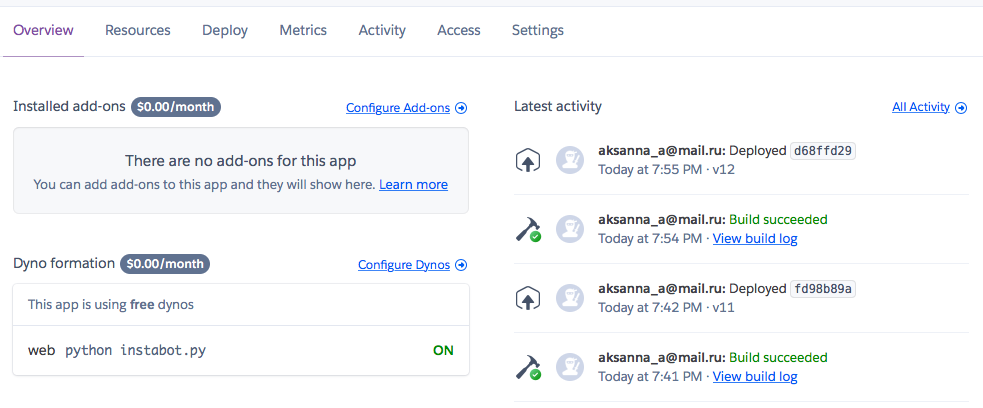 Overview Resources Deploy Metrics Activity Access Settings
Installed add-ons $0.00/month Configure Add-ons
There are no add-ons for this app
You can add add-ons to this app and they will show here. Learn more
Dyno formation $0.00/month Configure Dynos
This app is using free dynos
web python instabot.py ON
Latest activity All Activity
aksanna_a@mail.ru: Deployed d68ffd29
Today at 7:55 PM · v12
aksanna_a@mail.ru: Build succeeded
Today at 7:54 PM · View build log
aksanna_a@mail.ru: Deployed fd98b89a
Today at 7:42 PM · v11
aksanna_a@mail.ru: Build succeeded
Today at 7:41 PM · View build log